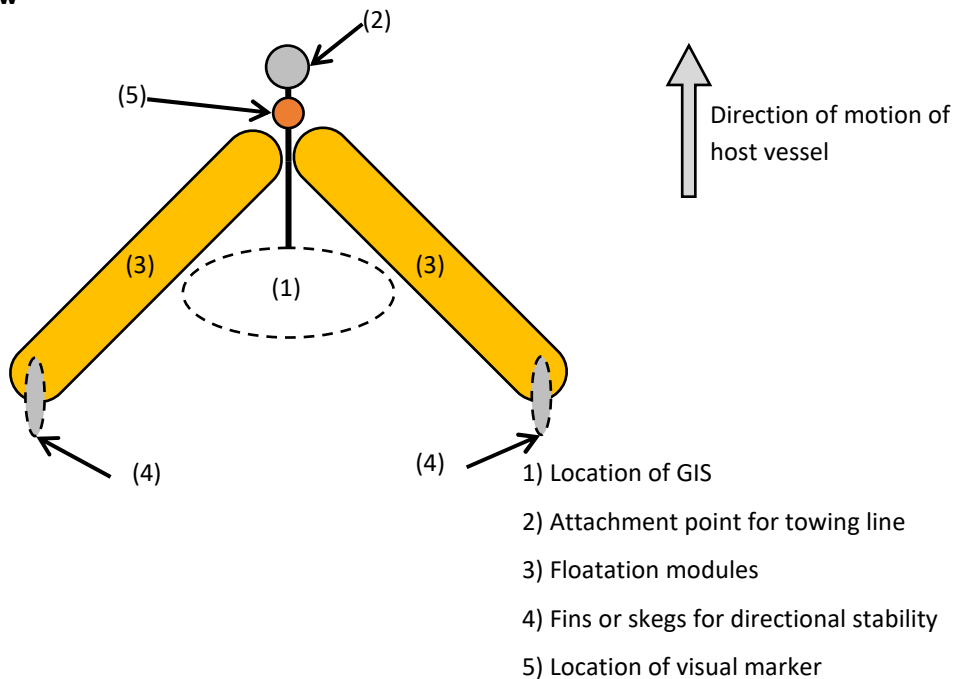 w
(2)
(5)
Direction of motion of
host vessel
(3)
(3)
(1)
(4)
(4)
1) Location of GIS
2) Attachment point for towing line
3) Floatation modules
4) Fins or skegs for directional stability
5) Location of visual marker